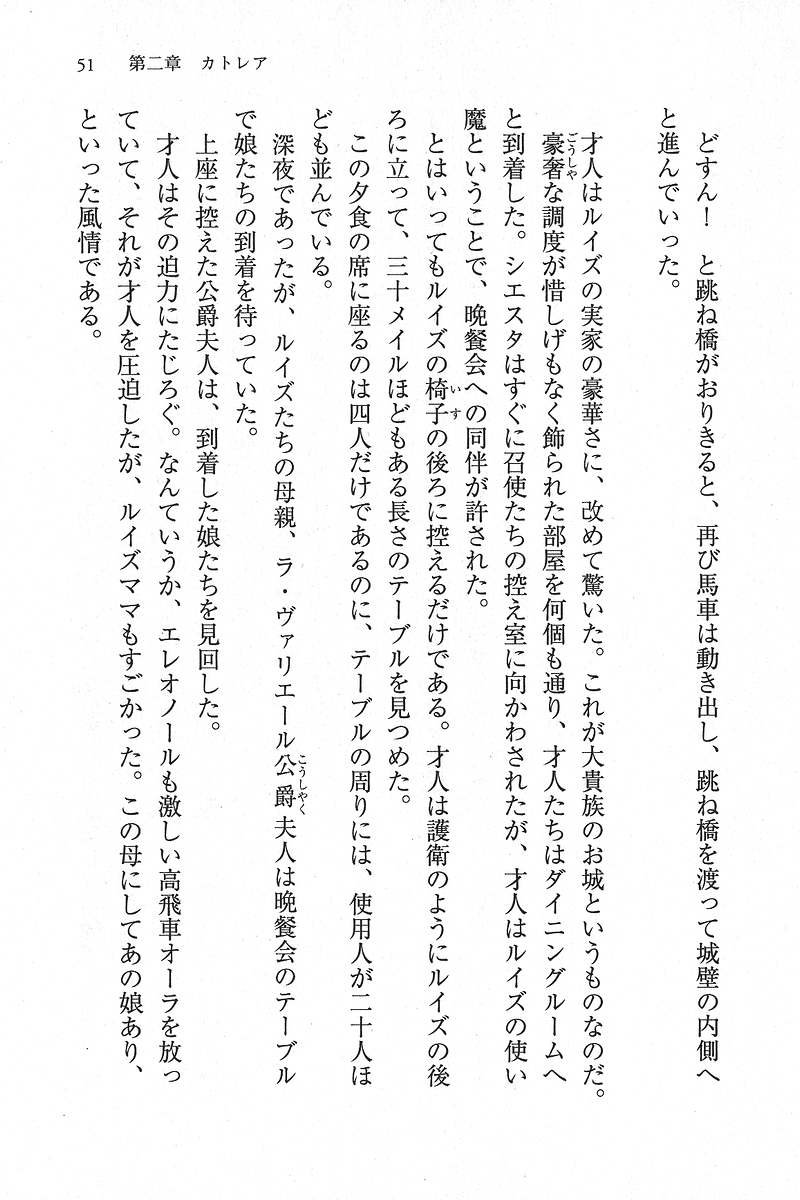 51　第二章　カトレア
　どすん！　と跳ね橋がおりきると、再び馬車は動き出し、跳ね橋を渡って城壁の内側へ
と進んでいった。
　才人はルイズの実家の豪華さに、改めて驚いた。これが大貴族のお城というものなのだ。
　豪奢な調度が惜しげもなく飾られた部屋を何個も通り、才人たちはダイニングルームへ
と到着した。シエスタはすぐに召使たちの控え室に向かわされたが、才人はルイズの使い
魔ということで、晩餐会への同伴が許された。
　とはいってもルイズの椅子の後ろに控えるだけである。才人は護衛のようにルイズの後
ろに立って、三十メイルほどもある長さのテーブルを見つめた。
　この夕食の席に座るのは四人だけであるのに、テーブルの周りには、使用人が二十人ほ
ども並んでいる。
　深夜であったが、ルイズたちの母親、ラ・ヴァリエール公爵夫人は晩餐会のテーブル
で娘たちの到着を待っていた。
　上座に控えた公爵夫人は、到着した娘たちを見回した。
　才人はその迫力にたじろぐ。なんていうか、エレオノールも激しい高飛車オーラを放っ
ていて、それが才人を圧迫したが、ルイズママもすごかった。この母にしてあの娘あり、
といった風情である。